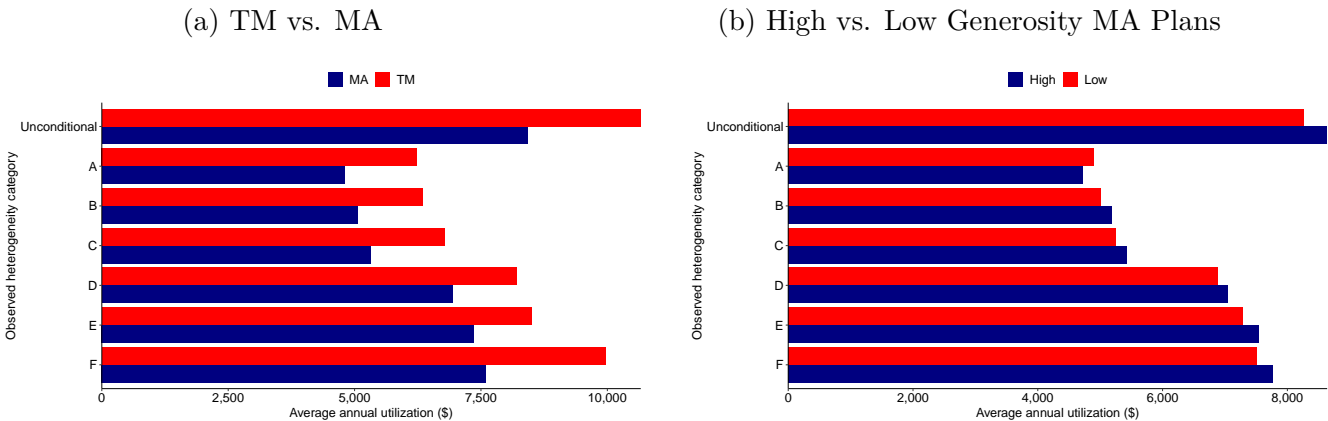 (a) TM vs. MA
MA TM
Observed heterogeneity category
Unconditional
A
B
C
D
E
F
0 2,500 5,000 7,500 10,000
Average annual utilization ($)
(b) High vs. Low Generosity MA Plans
High Low
Observed heterogeneity category
Unconditional
A
B
C
D
E
F
0 2,000 4,000 6,000 8,000
Average annual utilization ($)